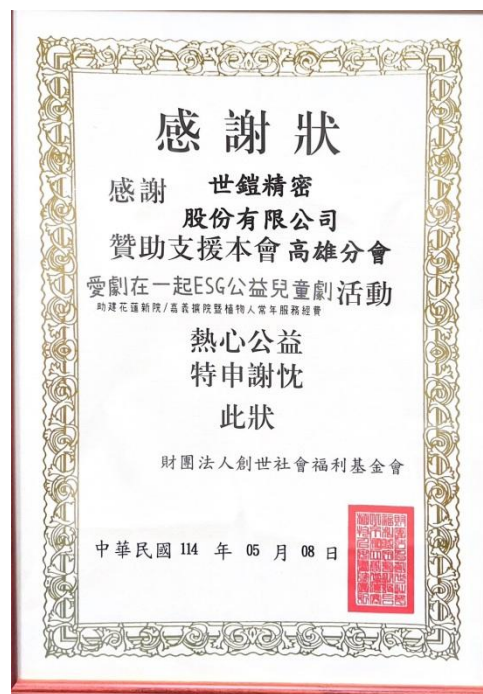 感謝狀
感謝 世鎧精密
股份有限公司
贊助支援本會 高雄分會
愛劇在一起ESG公益兒童劇 活動
助建花蓮新院/嘉義擴院暨植物人常年服務經費
熱心公益
特申謝忱
此狀
財團法人創世社會福利基金會
中華民國 114 年 05 月 08 日